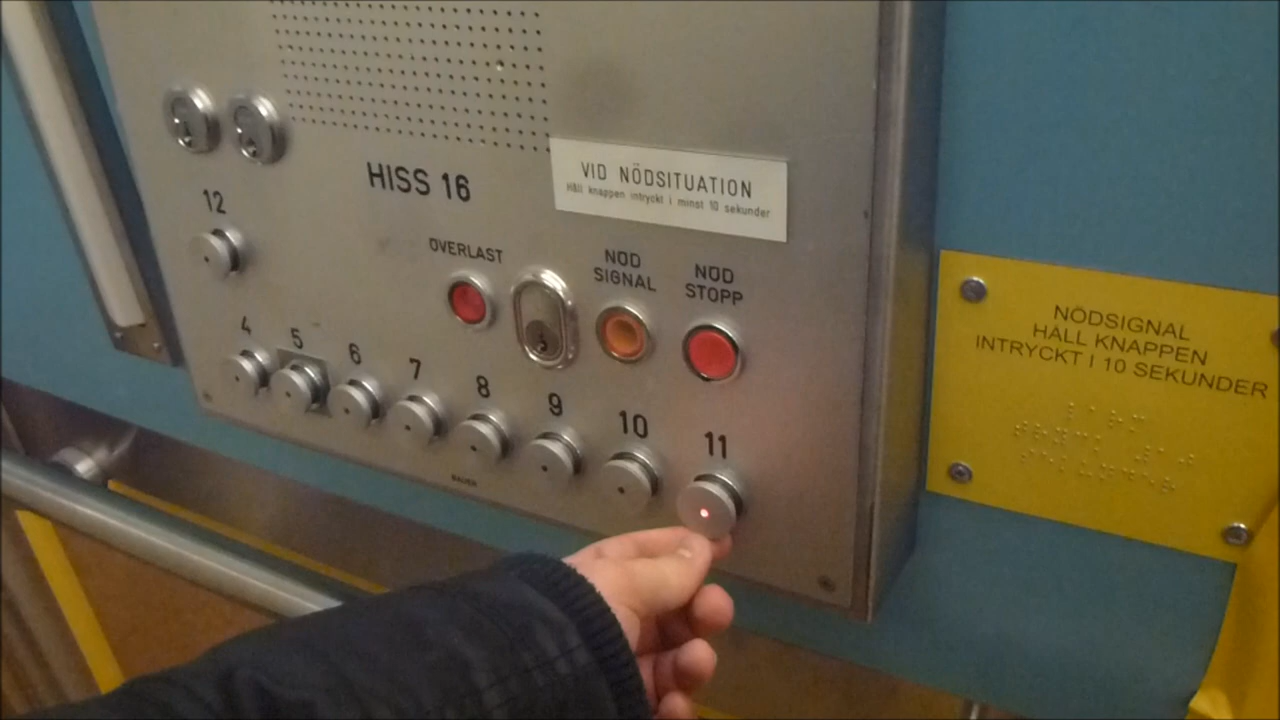 HISS 16
VID NÖDSITUATION
Håll knappen intryckt i minst 10 sekunder
12
ÖVERLAST
NÖD
SIGNAL
NÖD
STOPP
4
5
6
7
8
9
10
11
BAUER
NÖDSIGNAL
HÅLL KNAPPEN
INTRYCKT I 10 SEKUNDER